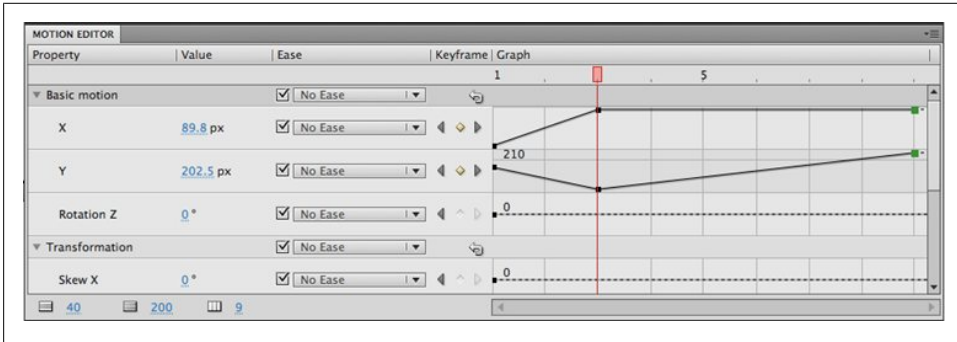 MOTION EDITOR
Property Value Ease Keyframe Graph
1 5
Basic motion No Ease
X 89.8 px No Ease
210
Y 202.5 px No Ease
Rotation Z 0 ° No Ease 0
Transformation No Ease
Skew X 0 ° No Ease 0
40 200 9